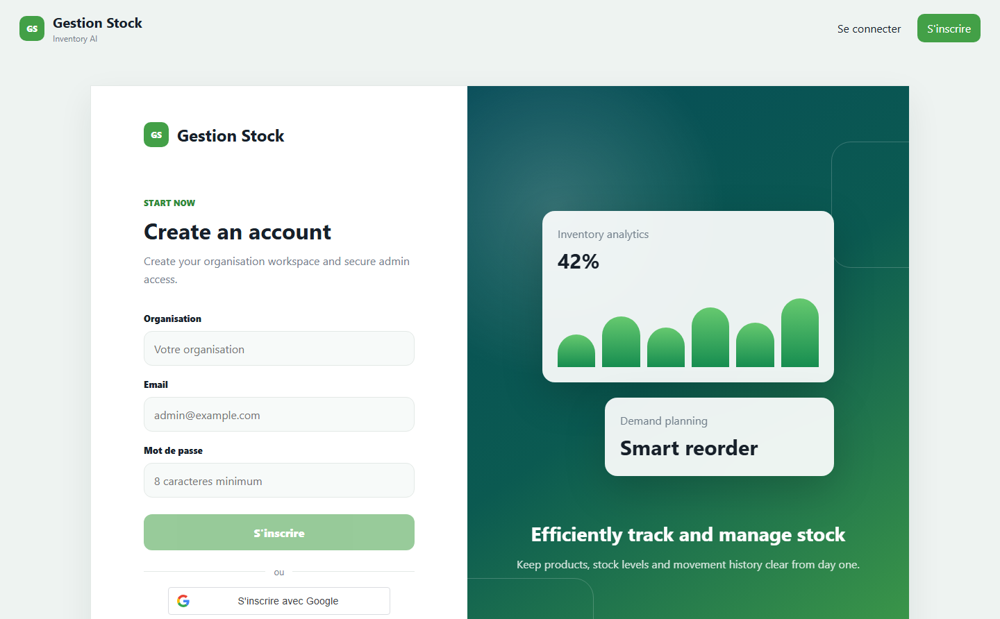 GS
Gestion Stock
Inventory AI
Se connecter
S'inscrire
GS
Gestion Stock
START NOW
Create an account
Create your organisation workspace and secure admin
access.
Organisation
Votre organisation
Email
admin@example.com
Mot de passe
8 caracteres minimum
S'inscrire
ou
S'inscrire avec Google
Inventory analytics
42%
Demand planning
Smart reorder
Efficiently track and manage stock
Keep products, stock levels and movement history clear from day one.